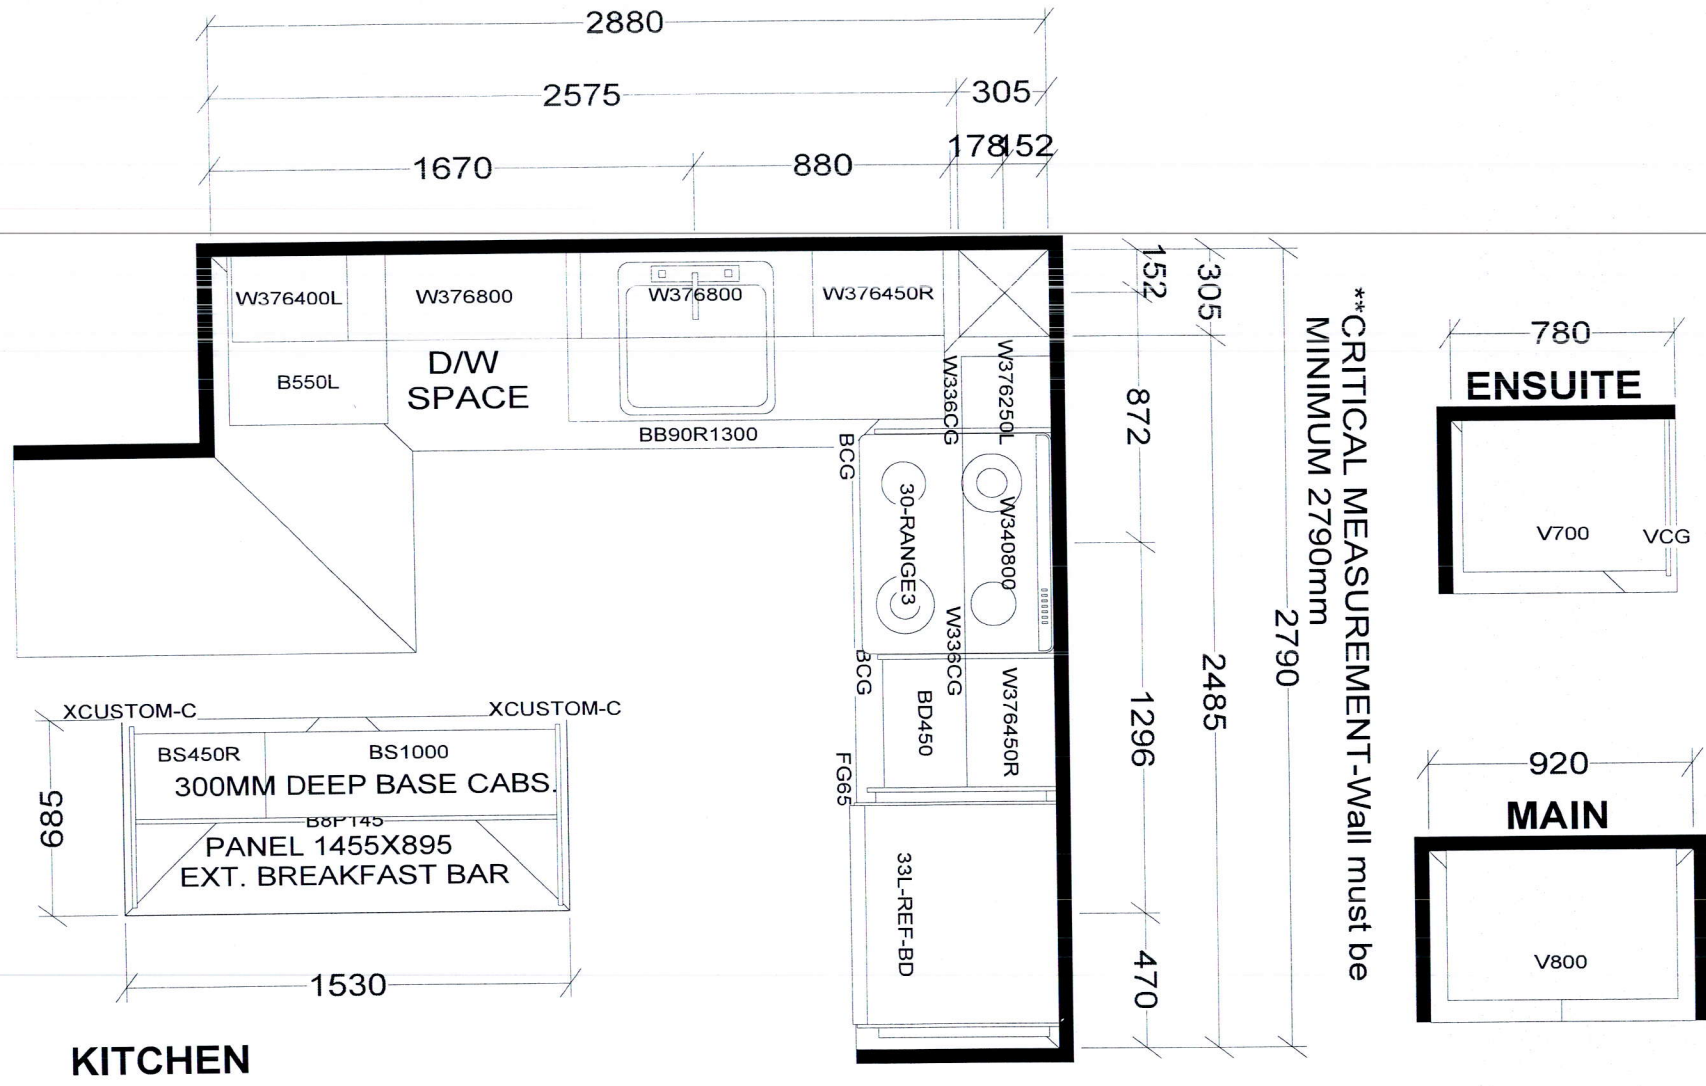 2880
2575
305
1670
880
178
152
W376400L
W376800
W376800
W376450R
B550L
D/W
SPACE
BB90R1300
W336CG
W376250L
BCG
30-RANGE3
W340800
BCG
W336CG
BD450
W376450R
FG65
33L-REF-BD
152
305
872
1296
470
2485
2790
**CRITICAL MEASUREMENT-Wall must be
MINIMUM 2790mm
780
ENSUITE
V700
VCG
920
MAIN
V800
XCUSTOM-C
XCUSTOM-C
BS450R
BS1000
300MM DEEP BASE CABS.
B8P145
PANEL 1455X895
EXT. BREAKFAST BAR
685
1530
KITCHEN